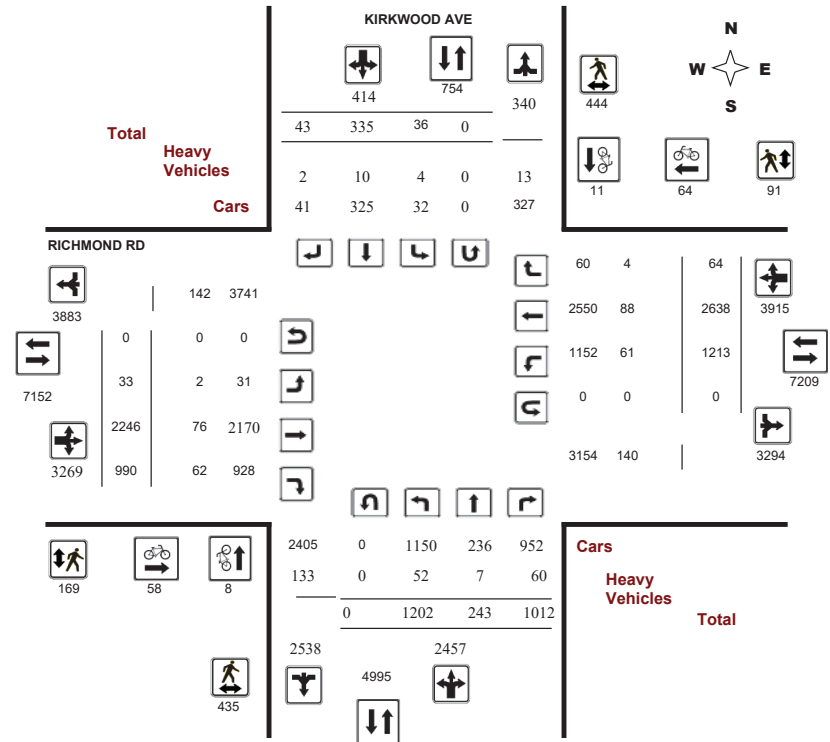 KIRKWOOD AVE
N
W E
S
414
754
340
444
43 335 36 0
Total
Heavy
Vehicles
Cars
2 10 4 0 13
41 325 32 0 327
11
64
91
RICHMOND RD
3883
142 3741
7152
0 0 0
33 2 31
2246 76 2170
3269
990 62 928
60 4 64
2550 88 2638
3915
1152 61 1213
7209
0 0 0
3154 140
3294
169
58
8
435
2405 0 1150 236 952
133 0 52 7 60
0 1202 243 1012
2538
4995
2457
Cars
Heavy
Vehicles
Total